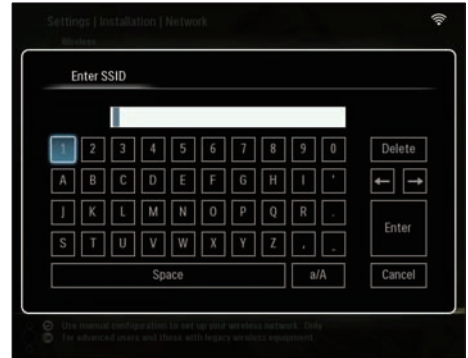 Settings | Installation | Network
Wireless
Enter SSID
1 2 3 4 5 6 7 8 9 0 Delete
A B C D E F G H I ' ← →
J K L M N O P Q R . Enter
S T U V W X Y Z , _
Space a/A Cancel
Use manual configuration to set up your wireless network. Only
for advanced users and those with legacy wireless equipment.